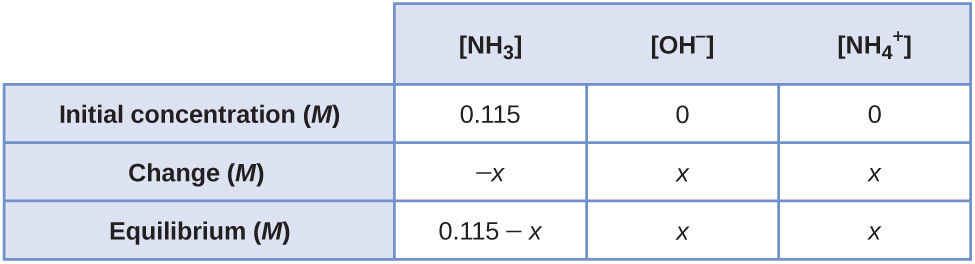 [NH₃] [OH⁻] [NH₄⁺]
Initial concentration (M) 0.115 0 0
Change (M) −x x x
Equilibrium (M) 0.115 − x x x